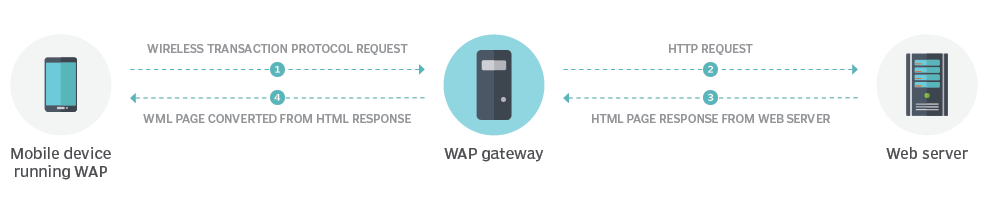 WIRELESS TRANSACTION PROTOCOL REQUEST
HTTP REQUEST
1
2
4
3
WML PAGE CONVERTED FROM HTML RESPONSE
HTML PAGE RESPONSE FROM WEB SERVER
Mobile device
running WAP
WAP gateway
Web server